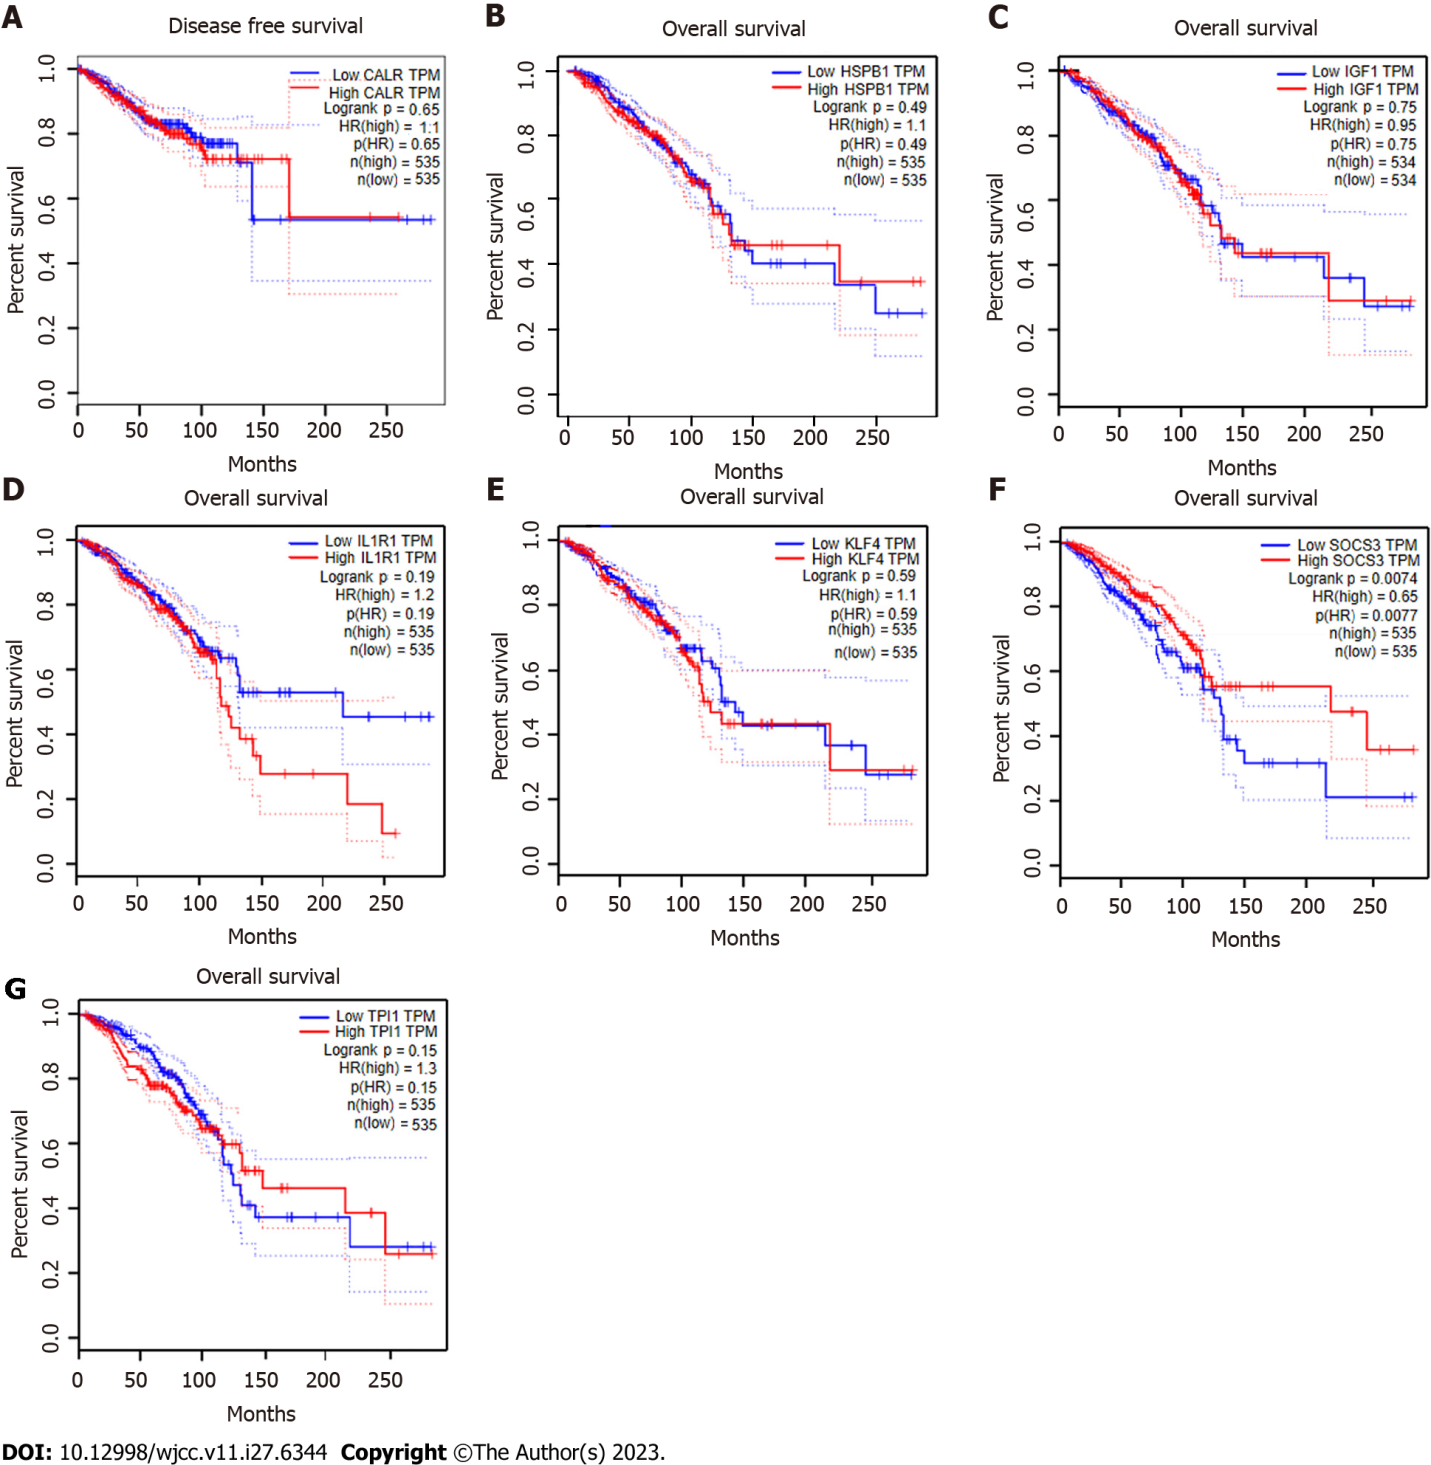 A
Disease free survival
Low CALR TPM
High CALR TPM
Logrank p = 0.65
HR(high) = 1.1
p(HR) = 0.65
n(high) = 535
n(low) = 535
Percent survival
1.0
0.8
0.6
0.4
0.2
0.0
0 50 100 150 200 250
Months
B
Overall survival
Low HSPB1 TPM
High HSPB1 TPM
Logrank p = 0.49
HR(high) = 1.1
p(HR) = 0.49
n(high) = 535
n(low) = 535
Percent survival
1.0
0.8
0.6
0.4
0.2
0.0
0 50 100 150 200 250
Months
C
Overall survival
Low IGF1 TPM
High IGF1 TPM
Logrank p = 0.75
HR(high) = 0.95
p(HR) = 0.75
n(high) = 534
n(low) = 534
Percent survival
1.0
0.8
0.6
0.4
0.2
0.0
0 50 100 150 200 250
Months
D
Overall survival
Low IL1R1 TPM
High IL1R1 TPM
Logrank p = 0.19
HR(high) = 1.2
p(HR) = 0.19
n(high) = 535
n(low) = 535
Percent survival
1.0
0.8
0.6
0.4
0.2
0.0
0 50 100 150 200 250
Months
E
Overall survival
Low KLF4 TPM
High KLF4 TPM
Logrank p = 0.59
HR(high) = 1.1
p(HR) = 0.59
n(high) = 535
n(low) = 535
Percent survival
1.0
0.8
0.6
0.4
0.2
0.0
0 50 100 150 200 250
Months
F
Overall survival
Low SOCS3 TPM
High SOCS3 TPM
Logrank p = 0.0074
HR(high) = 0.65
p(HR) = 0.0077
n(high) = 535
n(low) = 535
Percent survival
1.0
0.8
0.6
0.4
0.2
0.0
0 50 100 150 200 250
Months
G
Overall survival
Low TPI1 TPM
High TPI1 TPM
Logrank p = 0.15
HR(high) = 1.3
p(HR) = 0.15
n(high) = 535
n(low) = 535
Percent survival
1.0
0.8
0.6
0.4
0.2
0.0
0 50 100 150 200 250
Months
DOI: 10.12998/wjcc.v11.i27.6344 Copyright ©The Author(s) 2023.